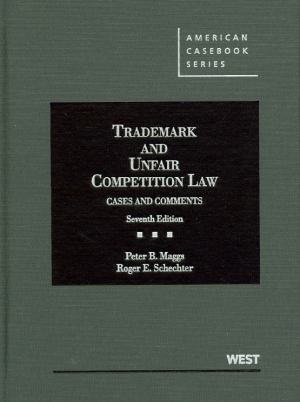 AMERICAN
CASEBOOK
SERIES
TRADEMARK
AND
UNFAIR
COMPETITION LAW
CASES AND COMMENTS
Seventh Edition
Peter B. Maggs
Roger E. Schechter
WEST